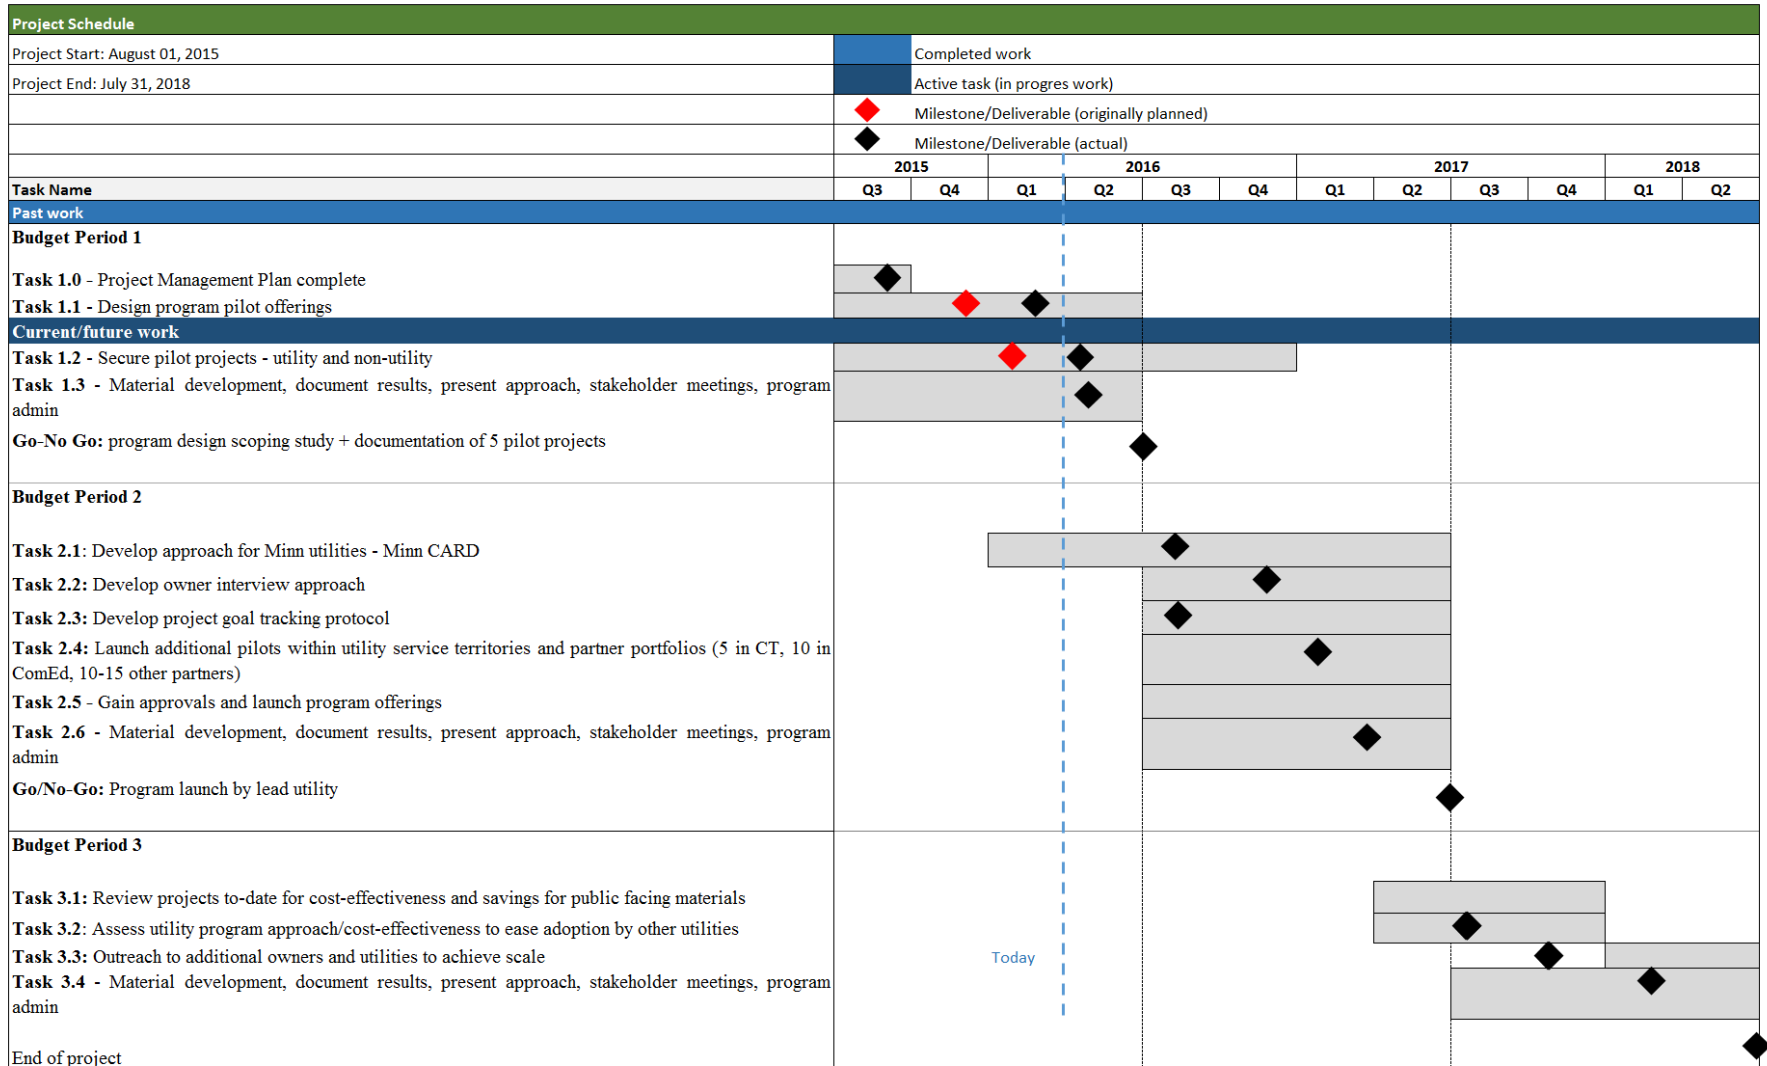 Project Schedule
Project Start: August 01, 2015
Completed work
Project End: July 31, 2018
Active task (in progres work)
Milestone/Deliverable (originally planned)
Milestone/Deliverable (actual)
2015 2016 2017 2018
Task Name Q3 Q4 Q1 Q2 Q3 Q4 Q1 Q2 Q3 Q4 Q1 Q2
Past work
Budget Period 1
Task 1.0 - Project Management Plan complete
Task 1.1 - Design program pilot offerings
Current/future work
Task 1.2 - Secure pilot projects - utility and non-utility
Task 1.3 - Material development, document results, present approach, stakeholder meetings, program
admin
Go-No Go: program design scoping study + documentation of 5 pilot projects
Budget Period 2
Task 2.1: Develop approach for Minn utilities - Minn CARD
Task 2.2: Develop owner interview approach
Task 2.3: Develop project goal tracking protocol
Task 2.4: Launch additional pilots within utility service territories and partner portfolios (5 in CT, 10 in
ComEd, 10-15 other partners)
Task 2.5 - Gain approvals and launch program offerings
Task 2.6 - Material development, document results, present approach, stakeholder meetings, program
admin
Go/No-Go: Program launch by lead utility
Budget Period 3
Task 3.1: Review projects to-date for cost-effectiveness and savings for public facing materials
Task 3.2: Assess utility program approach/cost-effectiveness to ease adoption by other utilities
Task 3.3: Outreach to additional owners and utilities to achieve scale
Today
Task 3.4 - Material development, document results, present approach, stakeholder meetings, program
admin
End of project